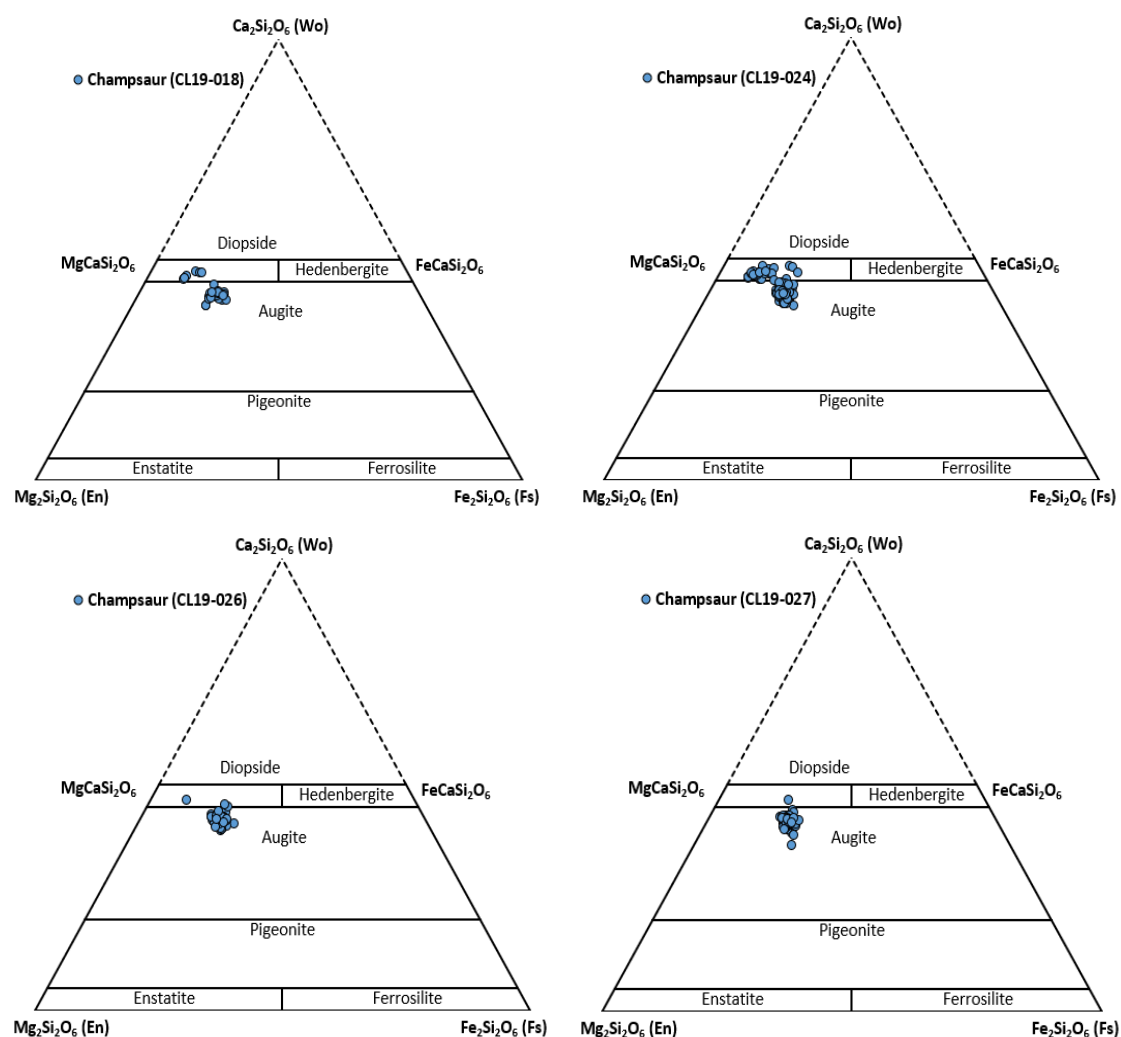 Ca₂Si₂O₆ (Wo)
Champsaur (CL19-018)
Diopside
MgCaSi₂O₆
Hedenbergite
FeCaSi₂O₆
Augite
Pigeonite
Enstatite
Ferrosilite
Mg₂Si₂O₆ (En)
Fe₂Si₂O₆ (Fs)
Ca₂Si₂O₆ (Wo)
Champsaur (CL19-024)
Diopside
MgCaSi₂O₆
Hedenbergite
FeCaSi₂O₆
Augite
Pigeonite
Enstatite
Ferrosilite
Mg₂Si₂O₆ (En)
Fe₂Si₂O₆ (Fs)
Ca₂Si₂O₆ (Wo)
Champsaur (CL19-026)
Diopside
MgCaSi₂O₆
Hedenbergite
FeCaSi₂O₆
Augite
Pigeonite
Enstatite
Ferrosilite
Mg₂Si₂O₆ (En)
Fe₂Si₂O₆ (Fs)
Ca₂Si₂O₆ (Wo)
Champsaur (CL19-027)
Diopside
MgCaSi₂O₆
Hedenbergite
FeCaSi₂O₆
Augite
Pigeonite
Enstatite
Ferrosilite
Mg₂Si₂O₆ (En)
Fe₂Si₂O₆ (Fs)